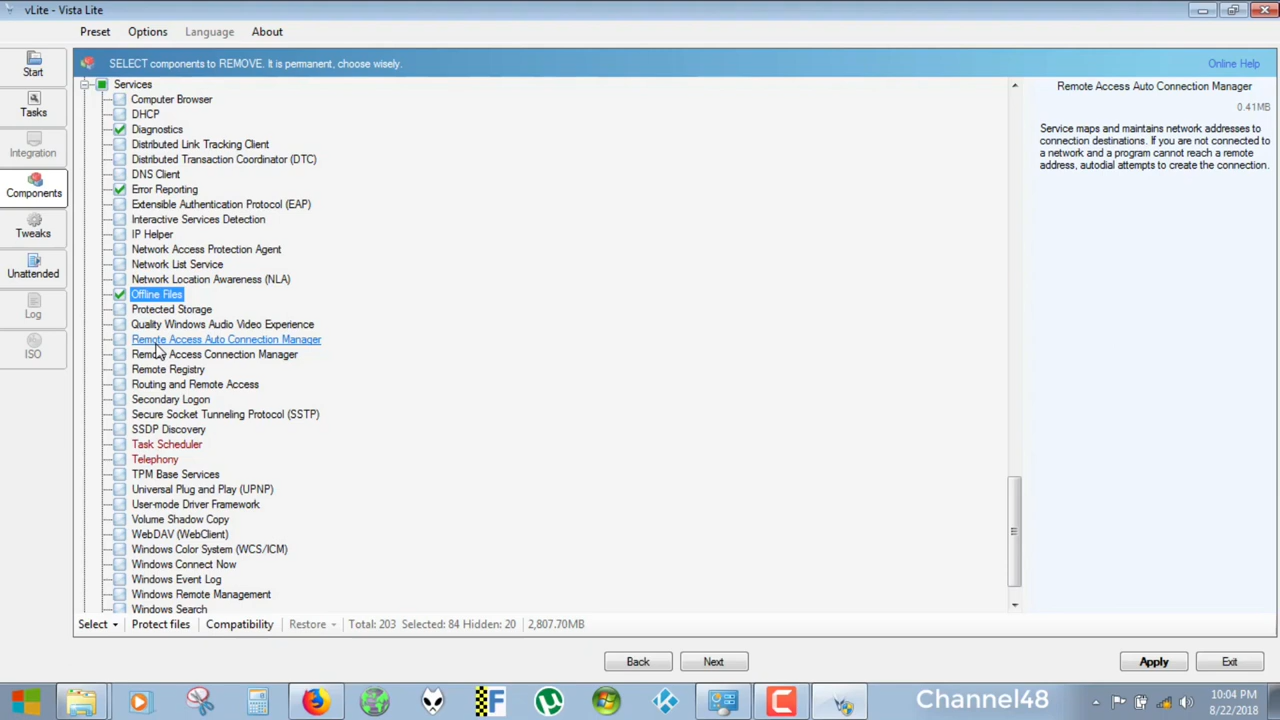 vLite - Vista Lite
Preset Options Language About
SELECT components to REMOVE. It is permanent, choose wisely.
Online Help
Start
Tasks
Integration
Components
Tweaks
Unattended
Log
ISO
Services
Computer Browser
DHCP
Diagnostics
Distributed Link Tracking Client
Distributed Transaction Coordinator (DTC)
DNS Client
Error Reporting
Extensible Authentication Protocol (EAP)
Interactive Services Detection
IP Helper
Network Access Protection Agent
Network List Service
Network Location Awareness (NLA)
Offline Files
Protected Storage
Quality Windows Audio Video Experience
Remote Access Auto Connection Manager
Remote Access Connection Manager
Remote Registry
Routing and Remote Access
Secondary Logon
Secure Socket Tunneling Protocol (SSTP)
SSDP Discovery
Task Scheduler
Telephony
TPM Base Services
Universal Plug and Play (UPNP)
User-mode Driver Framework
Volume Shadow Copy
WebDAV (WebClient)
Windows Color System (WCS/ICM)
Windows Connect Now
Windows Event Log
Windows Remote Management
Windows Search
Remote Access Auto Connection Manager
0.41MB
Service maps and maintains network addresses to
connection destinations. If you are not connected to
a network and a program cannot reach a remote
address, autodial attempts to create the connection.
Select Protect files Compatibility Restore Total: 203 Selected: 84 Hidden: 20 2,807.70MB
Back Next Apply Exit
Channel48
10:04 PM
8/22/2018